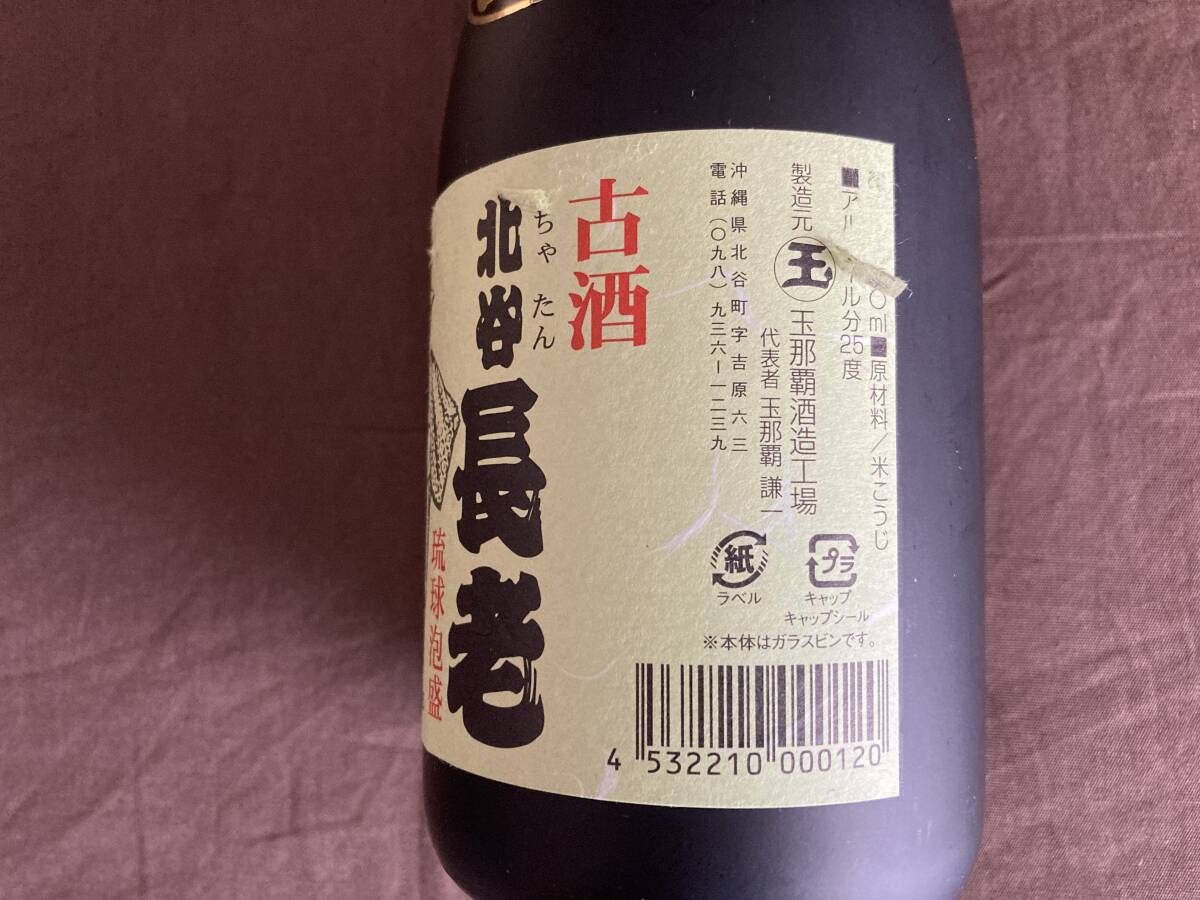 ■原材料/米こうじ
ml
■ア
ル分25度
製造元
玉
玉那覇酒造工場
代表者 玉那覇 謙一
沖縄県北谷町字吉原六三
電話(〇九八)九三六ー一二三九
古酒
ちゃたん
北谷長老
琉球泡盛
紙
ラベル
プラ
キャップ
キャップシール
※本体はガラスビンです。
4 532210 000120